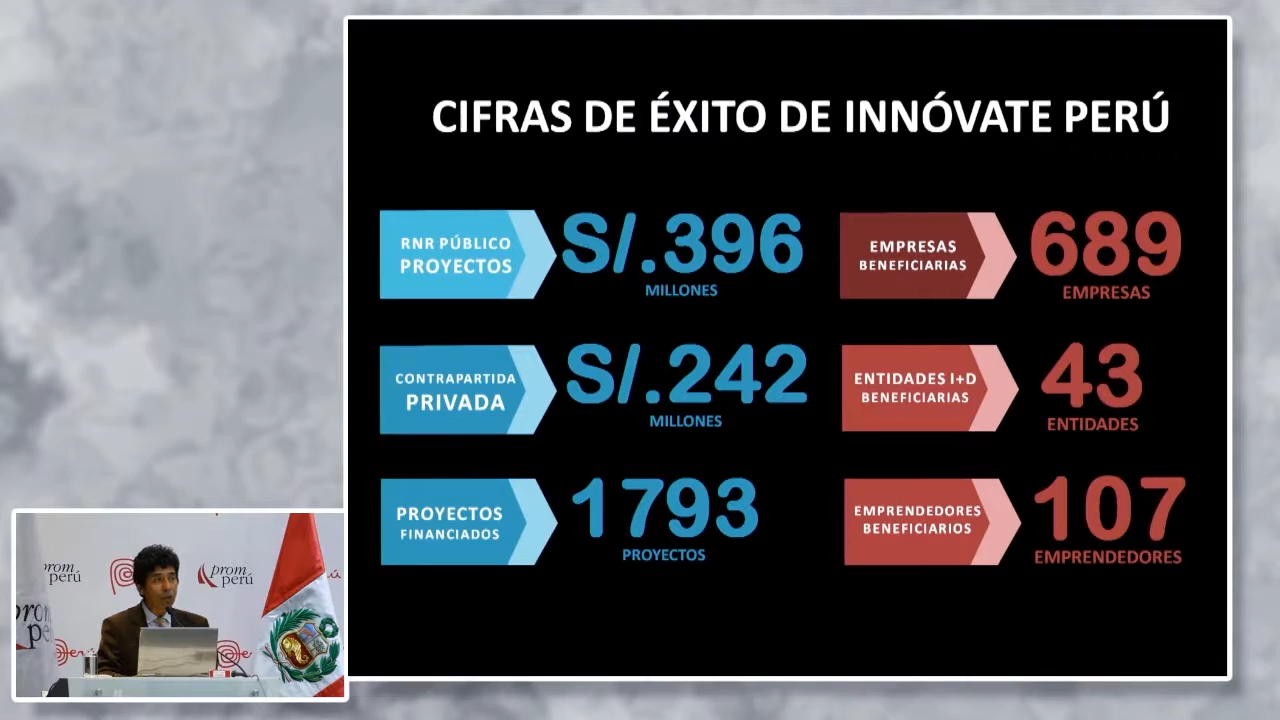 CIFRAS DE ÉXITO DE INNÓVATE PERÚ
RNR PÚBLICO
PROYECTOS
S/.396
MILLONES
EMPRESAS
BENEFICIARIAS
689
EMPRESAS
CONTRAPARTIDA
PRIVADA
S/.242
MILLONES
ENTIDADES I+D
BENEFICIARIAS
43
ENTIDADES
PROYECTOS
FINANCIADOS
1793
PROYECTOS
EMPRENDEDORES
BENEFICIARIOS
107
EMPRENDEDORES
prom
perú
prom
perú